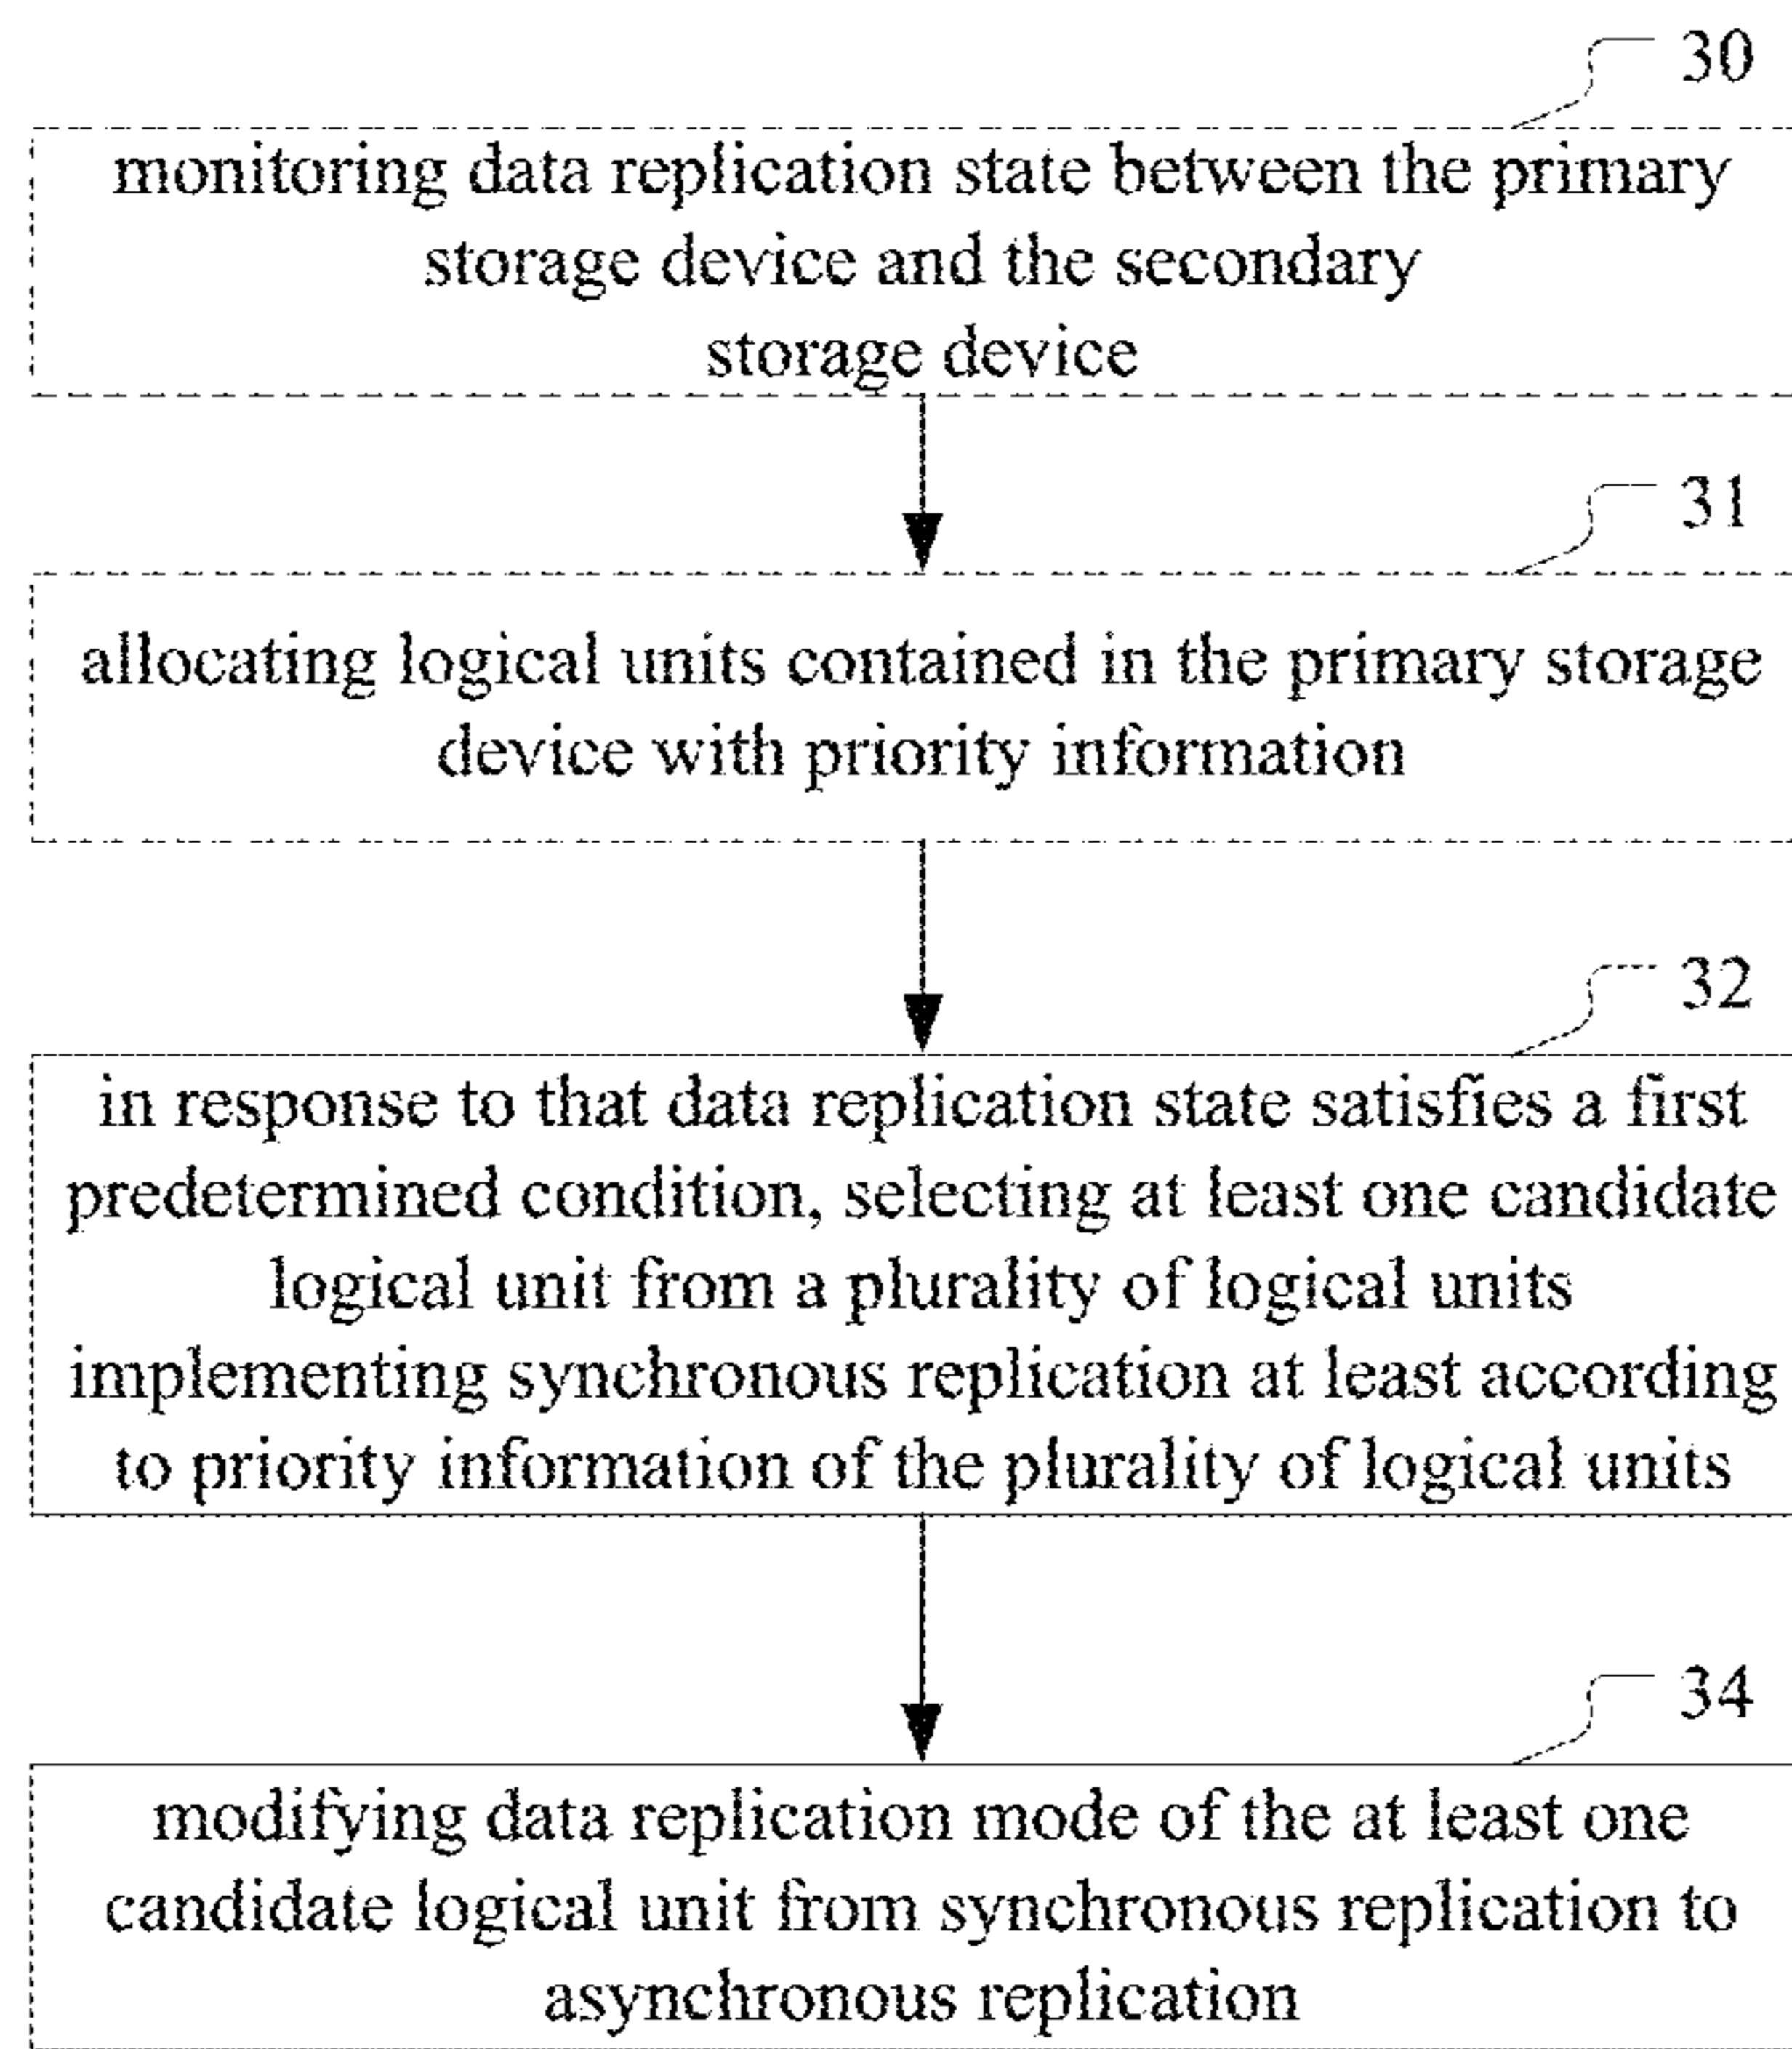 30
monitoring data replication state between the primary
storage device and the secondary
storage device
31
allocating logical units contained in the primary storage
device with priority information
32
in response to that data replication state satisfies a first
predetermined condition, selecting at least one candidate
logical unit from a plurality of logical units
implementing synchronous replication at least according
to priority information of the plurality of logical units
34
modifying data replication mode of the at least one
candidate logical unit from synchronous replication to
asynchronous replication